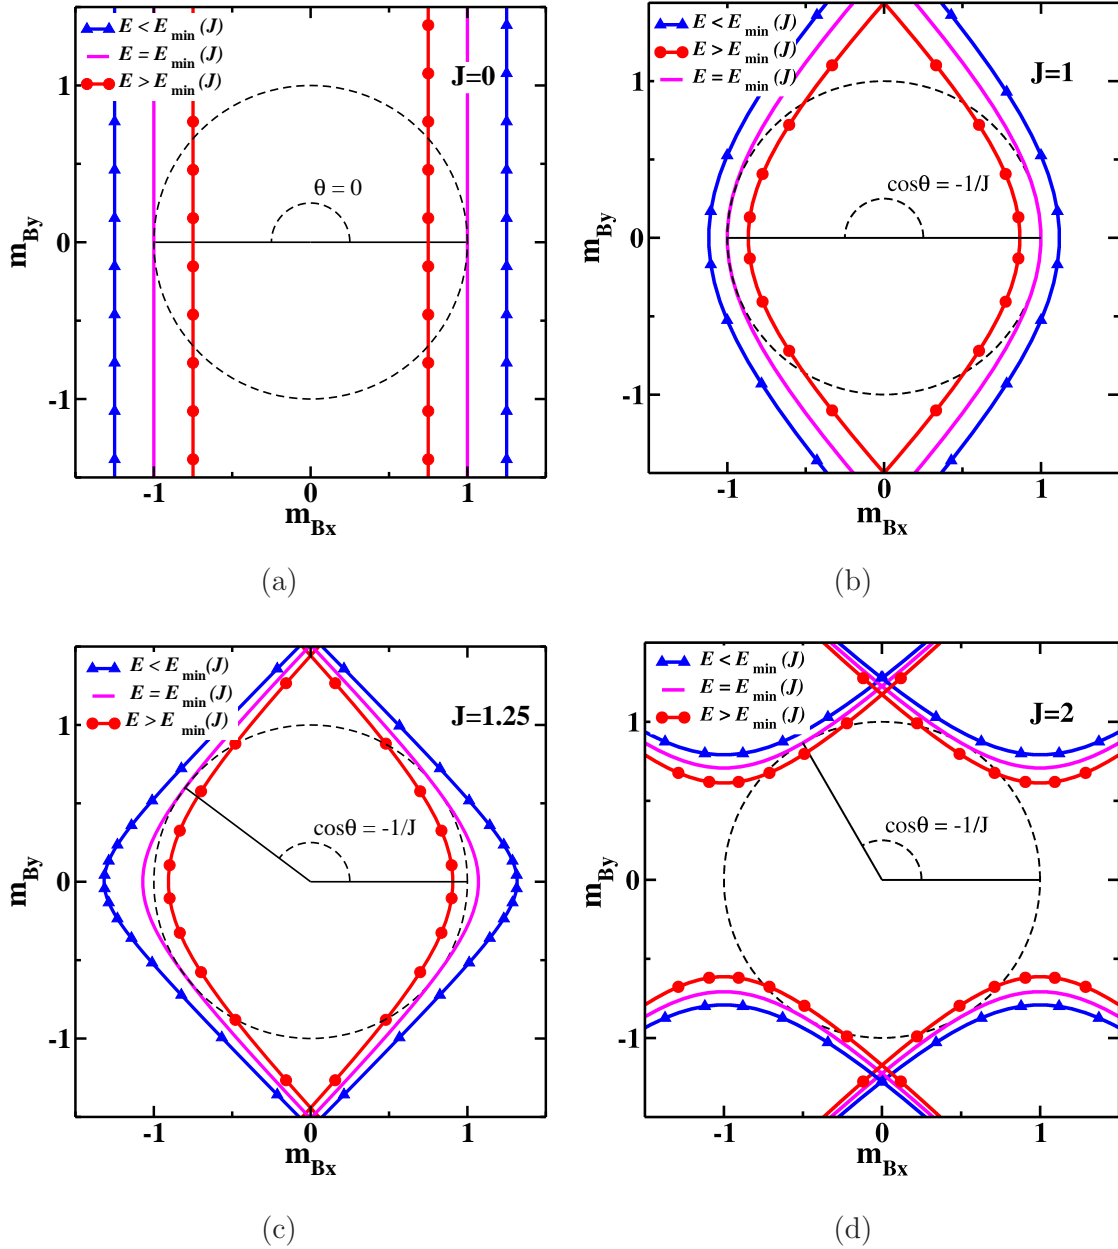 E < E min (J)
E = E min (J)
E > E min (J)
J=0
θ = 0
1
0
-1
m By
-1 0 1
m Bx
(a)
E < E min (J)
E > E min (J)
E = E min (J)
J=1
cosθ = -1/J
1
0
-1
m By
-1 0 1
m Bx
(b)
E < E min (J)
E = E min (J)
E > E min (J)
J=1.25
cosθ = -1/J
1
0
-1
m By
-1 0 1
m Bx
(c)
E < E min (J)
E = E min (J)
E > E min (J)
J=2
cosθ = -1/J
1
0
-1
m By
-1 0 1
m Bx
(d)